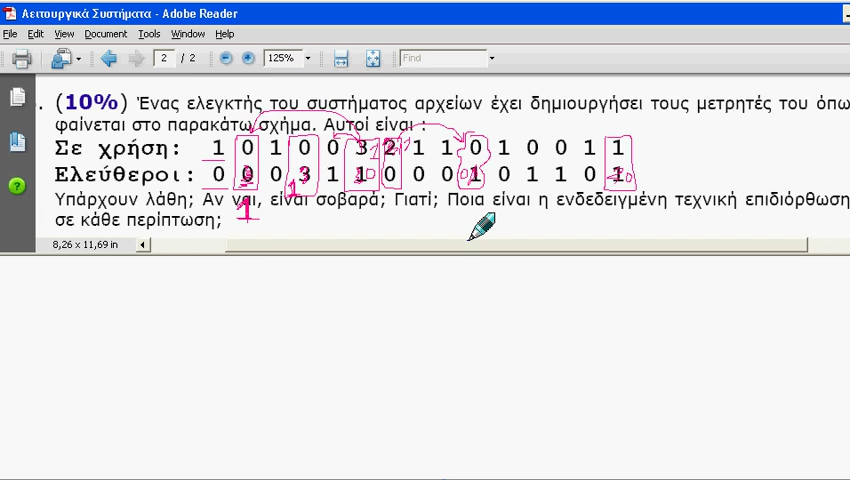 Λειτουργικά Συστήματα - Adobe Reader
File Edit View Document Tools Window Help
2 / 2 125% Find
. (10%) Ένας ελεγκτής του συστήματος αρχείων έχει δημιουργήσει τους μετρητές του όπω
φαίνεται στο παρακάτω σχήμα. Αυτοί είναι :
Σε χρήση: 1 0 1 0 0 3 2 1 1 0 1 0 0 1 1
Ελεύθεροι: 0 0 0 3 1 1 0 0 0 1 0 1 1 0 1
Υπάρχουν λάθη; Αν ναι, είναι σοβαρά; Γιατί; Ποια είναι η ενδεδειγμένη τεχνική επιδιόρθωση
σε κάθε περίπτωση;
1
1
8,26 x 11,69 in